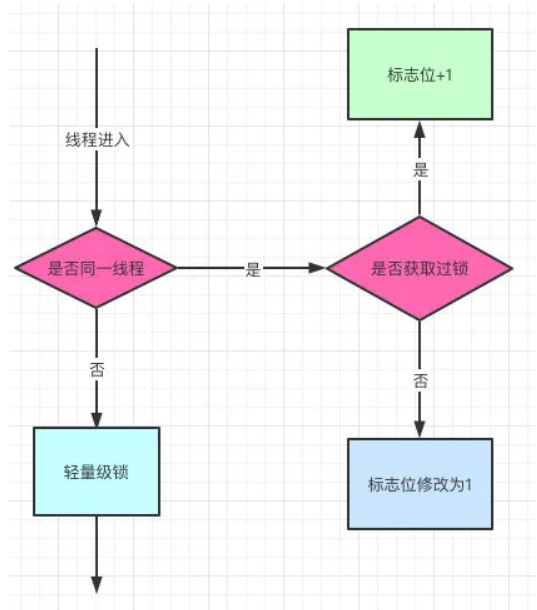 标志位+1
线程进入
是
是否同一线程
是
是否获取过锁
否
否
轻量级锁
标志位修改为1